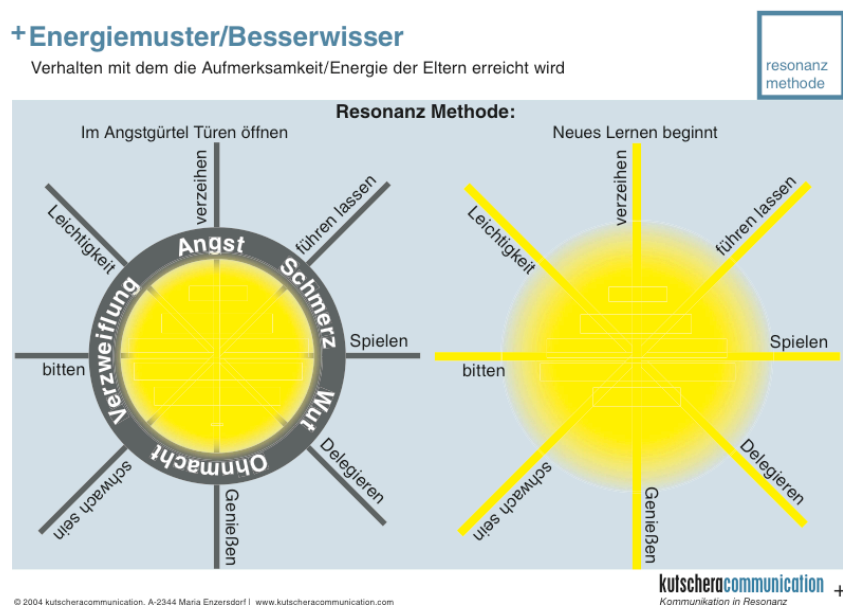 +Energiemuster/Besserwisser
Verhalten mit dem die Aufmerksamkeit/Energie der Eltern erreicht wird
resonanz
methode
Resonanz Methode:
Im Angstgürtel Türen öffnen
verzeihen
führen lassen
Leichtigkeit
Angst
Schmerz
Verzweiflung
Spielen
bitten
Wut
Ohnmacht
Delegieren
schwach sein
Genießen
Neues Lernen beginnt
verzeihen
führen lassen
Leichtigkeit
Spielen
bitten
Delegieren
schwach sein
Genießen
© 2004 kutscheracommunication, A-2344 Maria Enzersdorf | www.kutscheracommunication.com
kutscheracommunication +
Kommunikation in Resonanz